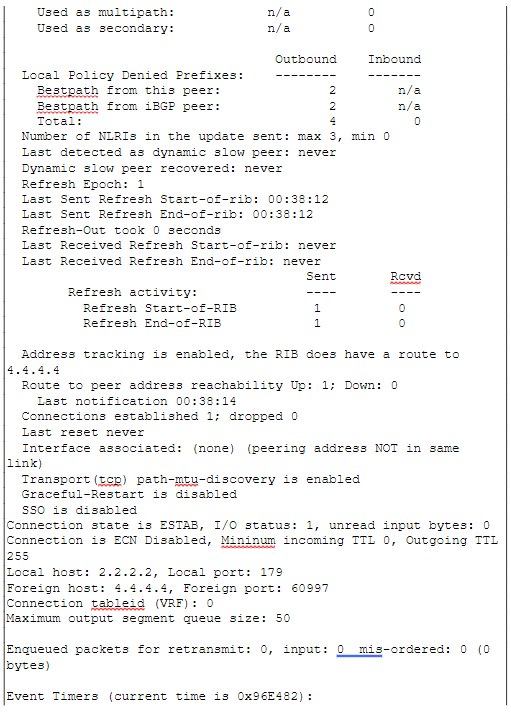 Used as multipath: n/a 0
Used as secondary: n/a 0
Outbound Inbound
Local Policy Denied Prefixes: -------- -------
Bestpath from this peer: 2 n/a
Bestpath from iBGP peer: 2 n/a
Total: 4 0
Number of NLRIs in the update sent: max 3, min 0
Last detected as dynamic slow peer: never
Dynamic slow peer recovered: never
Refresh Epoch: 1
Last Sent Refresh Start-of-rib: 00:38:12
Last Sent Refresh End-of-rib: 00:38:12
Refresh-Out took 0 seconds
Last Received Refresh Start-of-rib: never
Last Received Refresh End-of-rib: never
Sent Rcvd
Refresh activity: ---- ----
Refresh Start-of-RIB 1 0
Refresh End-of-RIB 1 0
Address tracking is enabled, the RIB does have a route to
4.4.4.4
Route to peer address reachability Up: 1; Down: 0
Last notification 00:38:14
Connections established 1; dropped 0
Last reset never
Interface associated: (none) (peering address NOT in same
link)
Transport(tcp) path-mtu-discovery is enabled
Graceful-Restart is disabled
SSO is disabled
Connection state is ESTAB, I/O status: 1, unread input bytes: 0
Connection is ECN Disabled, Mininum incoming TTL 0, Outgoing TTL
255
Local host: 2.2.2.2, Local port: 179
Foreign host: 4.4.4.4, Foreign port: 60997
Connection tableid (VRF): 0
Maximum output segment queue size: 50
Enqueued packets for retransmit: 0, input: 0 mis-ordered: 0 (0
bytes)
Event Timers (current time is 0x96E482):